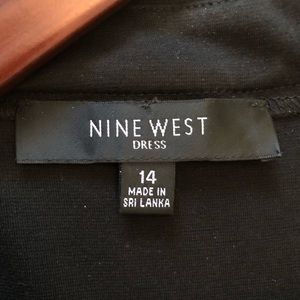 NINE WEST
DRESS
14
MADE IN
SRI LANKA